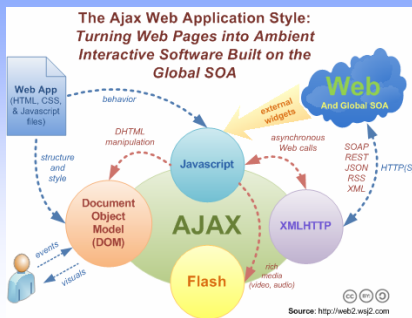 The Ajax Web Application Style:
Turning Web Pages into Ambient
Interactive Software Built on the
Global SOA
Web App
(HTML, CSS,
& Javascript
files)
behavior
Web
And Global SOA
external
widgets
DHTML
manipulation
Javascript
asynchronous
Web calls
SOAP
REST
JSON
RSS
XML
HTTP(S
structure
and
style
Document
Object
Model
(DOM)
AJAX
XMLHTTP
events
visuals
Flash
rich
media
(video, audio)
Source: http://web2.wsj2.com